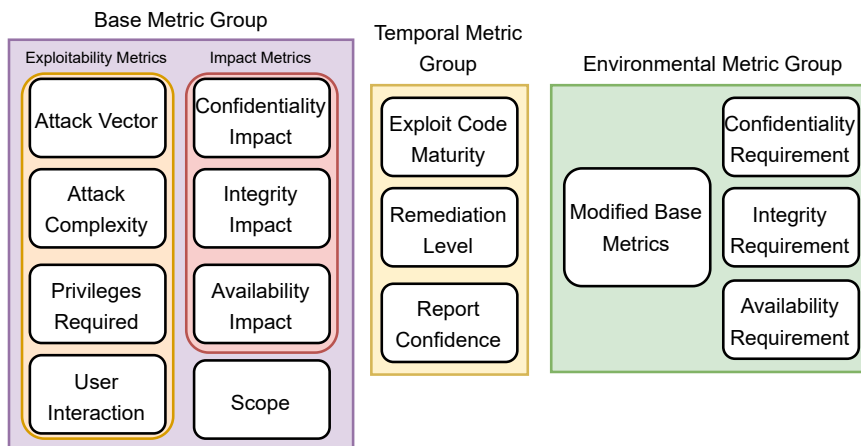 Base Metric Group
Exploitability Metrics
Attack Vector
Attack
Complexity
Privileges
Required
User
Interaction
Impact Metrics
Confidentiality
Impact
Integrity
Impact
Availability
Impact
Scope
Temporal Metric
Group
Exploit Code
Maturity
Remediation
Level
Report
Confidence
Environmental Metric Group
Modified Base
Metrics
Confidentiality
Requirement
Integrity
Requirement
Availability
Requirement